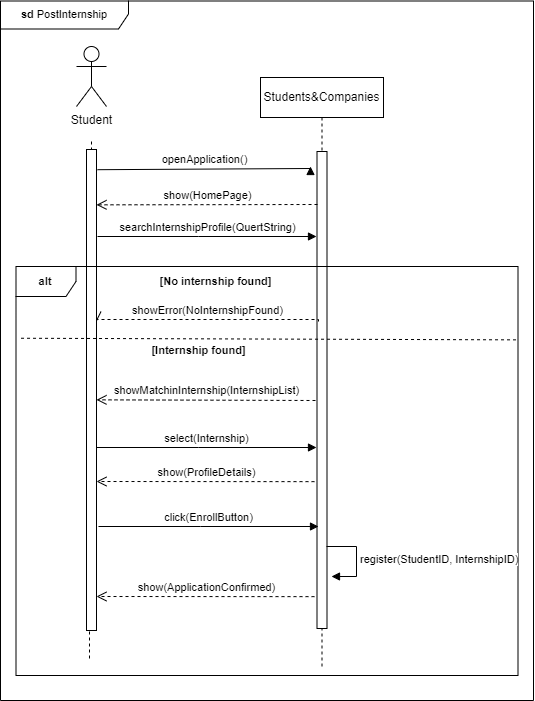 sd PostInternship
Student
Students&Companies
openApplication()
show(HomePage)
searchInternshipProfile(QuertString)
alt
[No internship found]
showError(NoInternshipFound)
[Internship found]
showMatchinInternship(InternshipList)
select(Internship)
show(ProfileDetails)
click(EnrollButton)
register(StudentID, InternshipID)
show(ApplicationConfirmed)